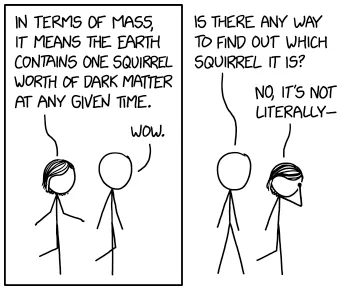 IN TERMS OF MASS,
IT MEANS THE EARTH
CONTAINS ONE SQUIRREL
WORTH OF DARK MATTER
AT ANY GIVEN TIME.
WOW.
IS THERE ANY WAY
TO FIND OUT WHICH
SQUIRREL IT IS?
NO, IT'S NOT
LITERALLY—